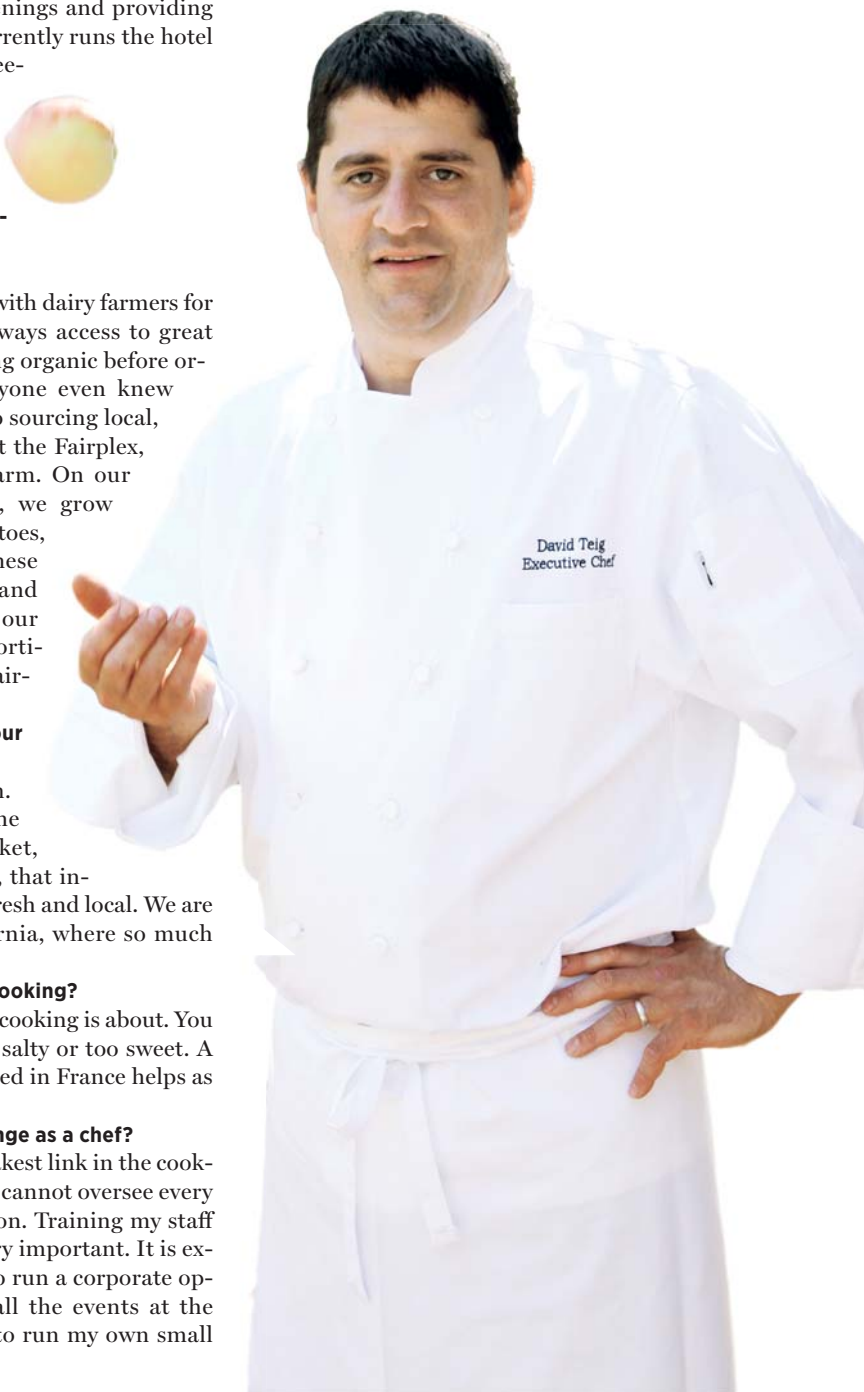 enings and providing
rrently runs the hotel
ee-
-
with dairy farmers for
ways access to great
ng organic before or-
yone even knew
o sourcing local,
t the Fairplex,
arm. On our
, we grow
toes,
nese
and
our
orti-
air-
our
n.
he
ket,
, that in-
resh and local. We are
rnia, where so much
ooking?
cooking is about. You
salty or too sweet. A
ed in France helps as
nge as a chef?
akest link in the cook-
cannot oversee every
on. Training my staff
ry important. It is ex-
o run a corporate op-
all the events at the
to run my own small
David Teig
Executive Chef